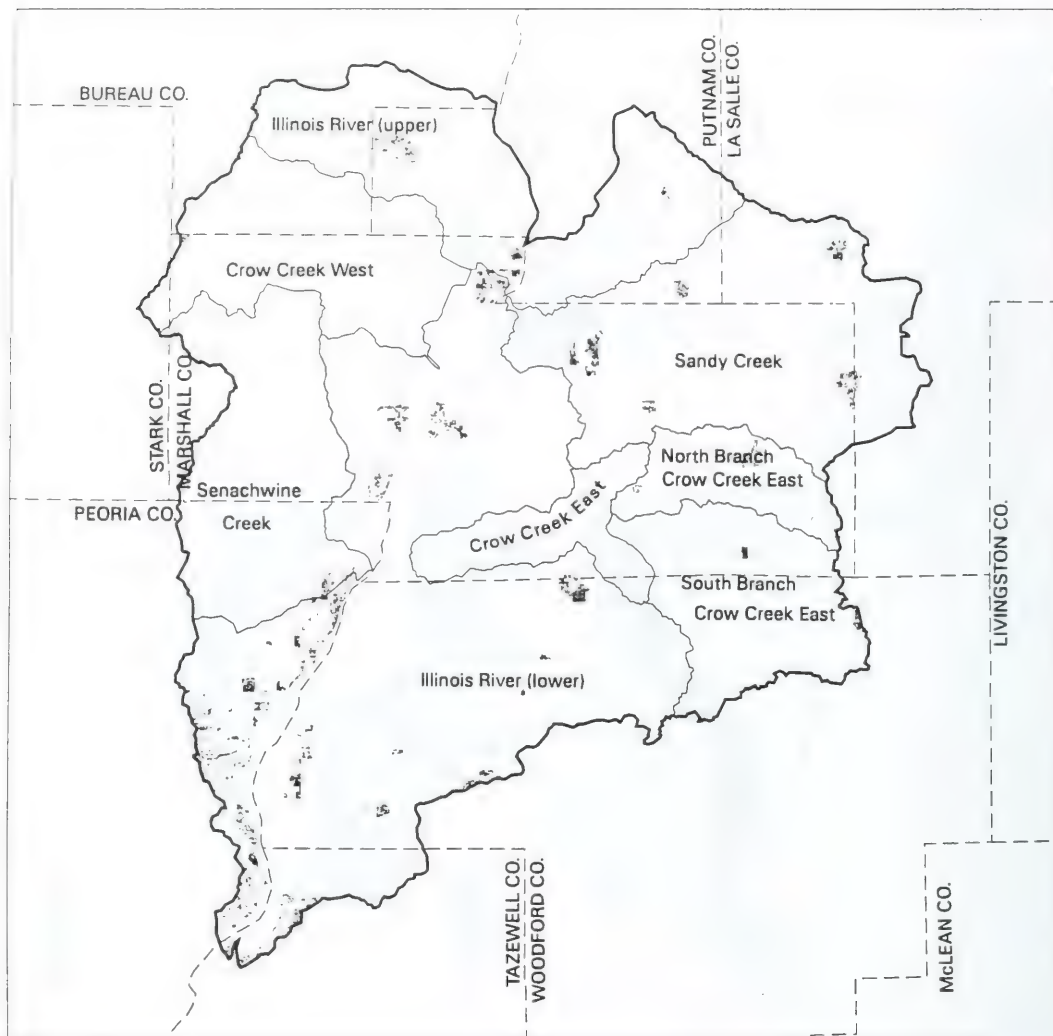 BUREAU CO.
PUTNAM CO.
LA SALLE CO.
Illinois River (upper)
Crow Creek West
STARK CO.
MARSHALL CO.
Sandy Creek
North Branch
Crow Creek East
Senachwine
Creek
PEORIA CO.
Crow Creek East
South Branch
Crow Creek East
LIVINGSTON CO.
Illinois River (lower)
TAZEWELL CO.
WOODFORD CO.
McLEAN CO.